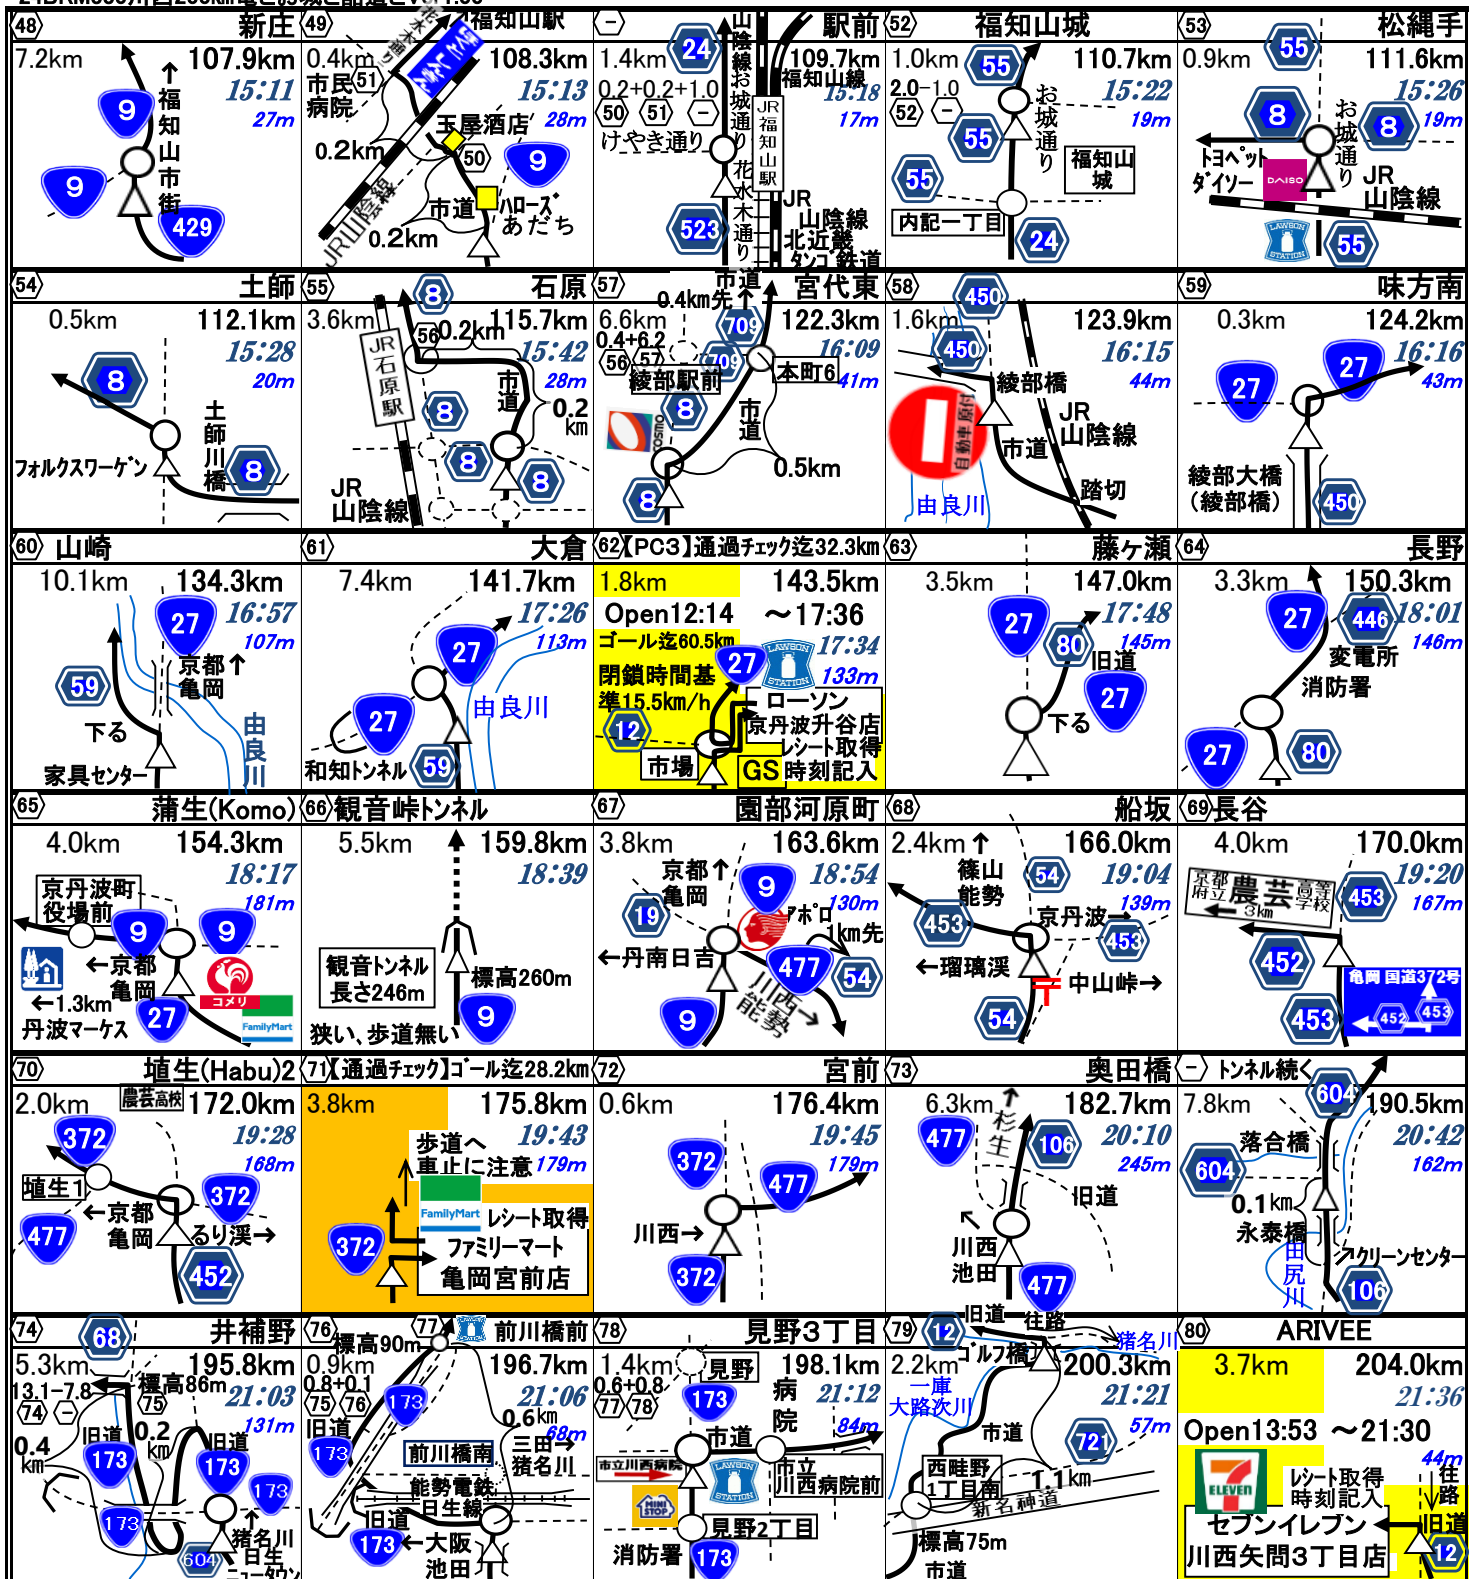 48 新庄
7.2km 107.9km
15:11
27m
↑福知山市街
9
9
429
49 福知山駅
0.4km 108.3km
15:13
28m
市民病院
51
玉屋酒店
50
0.2km
9
市道
ﾊﾛｰｽﾞ
あだち
0.2km
JR山陰線
- 駅前
1.4km 109.7km
15:18
17m
24
山陰線
お城通り
福知山線
0.2+0.2+1.0
50 51 -
けやき通り
JR福知山駅
花水木通り
523
JR
山陰線
北近畿
ﾀﾝｺﾞ鉄道
52 福知山城
1.0km 110.7km
15:22
19m
2.0-1.0
52 -
55
55
55
お城通り
福知山城
内記一丁目
24
53 松縄手
0.9km 111.6km
15:26
19m
55
8
8
お城通り
ﾄﾖﾍﾟｯﾄ
ﾀﾞｲｿｰ
DAISO
JR
山陰線
LAWSON
STATION
55
54 土師
0.5km 112.1km
15:28
20m
8
土師川橋
ﾌｫﾙｸｽﾜｰｹﾞﾝ
8
55 石原
3.6km 115.7km
15:42
28m
8
56 0.2km
JR石原駅
市道
0.2km
8
8
8
JR
山陰線
57 宮代東
市道
0.4km先↑
6.6km 122.3km
16:09
41m
0.4+6.2
56 57
709
709
綾部駅前
本町6
8
cosmo
市道
0.5km
8
58
1.6km 123.9km
16:15
44m
450
450
綾部橋
自動車 原付
JR
山陰線
市道
踏切
由良川
59 味方南
0.3km 124.2km
16:16
43m
27
27
綾部大橋
(綾部橋)
450
60 山崎
10.1km 134.3km
16:57
107m
27
59
京都↑
亀岡
下る
由良川
家具センター
61 大倉
7.4km 141.7km
17:26
113m
27
27
由良川
和知トンネル
59
62【PC3】通過チェック迄32.3km
1.8km 143.5km
Open12:14 ～17:36
ゴール迄60.5km
17:34
133m
閉鎖時間基
準15.5km/h
27
LAWSON
STATION
12
ローソン
京丹波升谷店
レシート取得
時刻記入
市場
GS
63 藤ヶ瀬
3.5km 147.0km
17:48
145m
27
80
旧道
27
下る
64 長野
3.3km 150.3km
18:01
146m
27
446
変電所
消防署
27
80
65 蒲生(Komo)
4.0km 154.3km
18:17
181m
京丹波町
役場前
9
9
←京都
亀岡
コメリ
←1.3km
丹波マーケス
27
FamilyMart
66 観音峠トンネル
5.5km 159.8km
18:39
観音トンネル
長さ246m
標高260m
9
狭い、歩道無い
67 園部河原町
3.8km 163.6km
18:54
130m
京都↑
亀岡
9
19
アポロ
1km先
←丹南日吉
477
54
川西→
能勢
9
68 船坂
2.4km↑ 166.0km
19:04
139m
篠山
能勢
54
453
京丹波→
453
←瑠璃渓
中山峠→
54
69 長谷
4.0km 170.0km
19:20
167m
京都府立農芸高等学校
←3km
453
452
亀岡 国道372号
452
453
453
70 埴生(Habu)2
2.0km 172.0km
農芸高校
19:28
168m
372
埴生1
372
477
←京都
亀岡
るり渓→
452
71【通過チェック】ゴール迄28.2km
3.8km 175.8km
19:43
179m
歩道へ
車止に注意
FamilyMart
レシート取得
372
ファミリーマート
亀岡宮前店
72 宮前
0.6km 176.4km
19:45
179m
372
477
川西→
372
73 奥田橋
6.3km 182.7km
20:10
245m
↑杉生
477
106
旧道
川西
池田
477
- トンネル続く
7.8km 190.5km
20:42
162m
604
落合橋
604
0.1km
永泰橋
クリーンセンター
田尻川
106
74 井補野
5.3km 195.8km
21:03
131m
68
13.1-7.8
74 -
標高86m
75
旧道
173
0.4km
0.2km
旧道
173
173
173
↑
猪名川
日生
ニュータウン
604
76 77 前川橋前
LAWSON
STATION
標高90m
0.9km 196.7km
21:06
68m
0.8+0.1
75 76
旧道
173
173
0.6km
前川橋南
三田→
猪名川
能勢電鉄
日生線
旧道
173
←大阪
池田
78 見野3丁目
1.4km 198.1km
21:12
84m
0.6+0.8
77 78
見野
173
病院
市道
市立川西病院
LAWSON
STATION
市立
川西病院前
MINI
STOP
見野2丁目
消防署
173
79
12
旧道
往路
ゴルフ橋
猪名川
2.2km 200.3km
21:21
57m
一庫
大路次川
市道
721
西畦野
1丁目南
1.1km
新名神道
標高75m
市道
80 ARIVEE
3.7km 204.0km
21:36
Open13:53 ～21:30
44m
7
ELEVEN
レシート取得
時刻記入
往路↓
旧道
セブンイレブン
川西矢問3丁目店
12